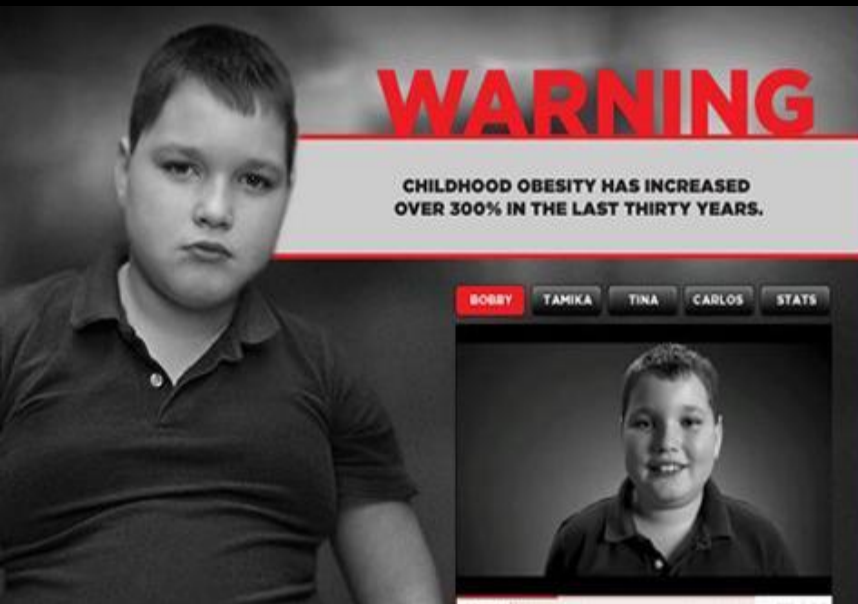 WARNING
CHILDHOOD OBESITY HAS INCREASED
OVER 300% IN THE LAST THIRTY YEARS.
BOBBY TAMIKA TINA CARLOS STATS